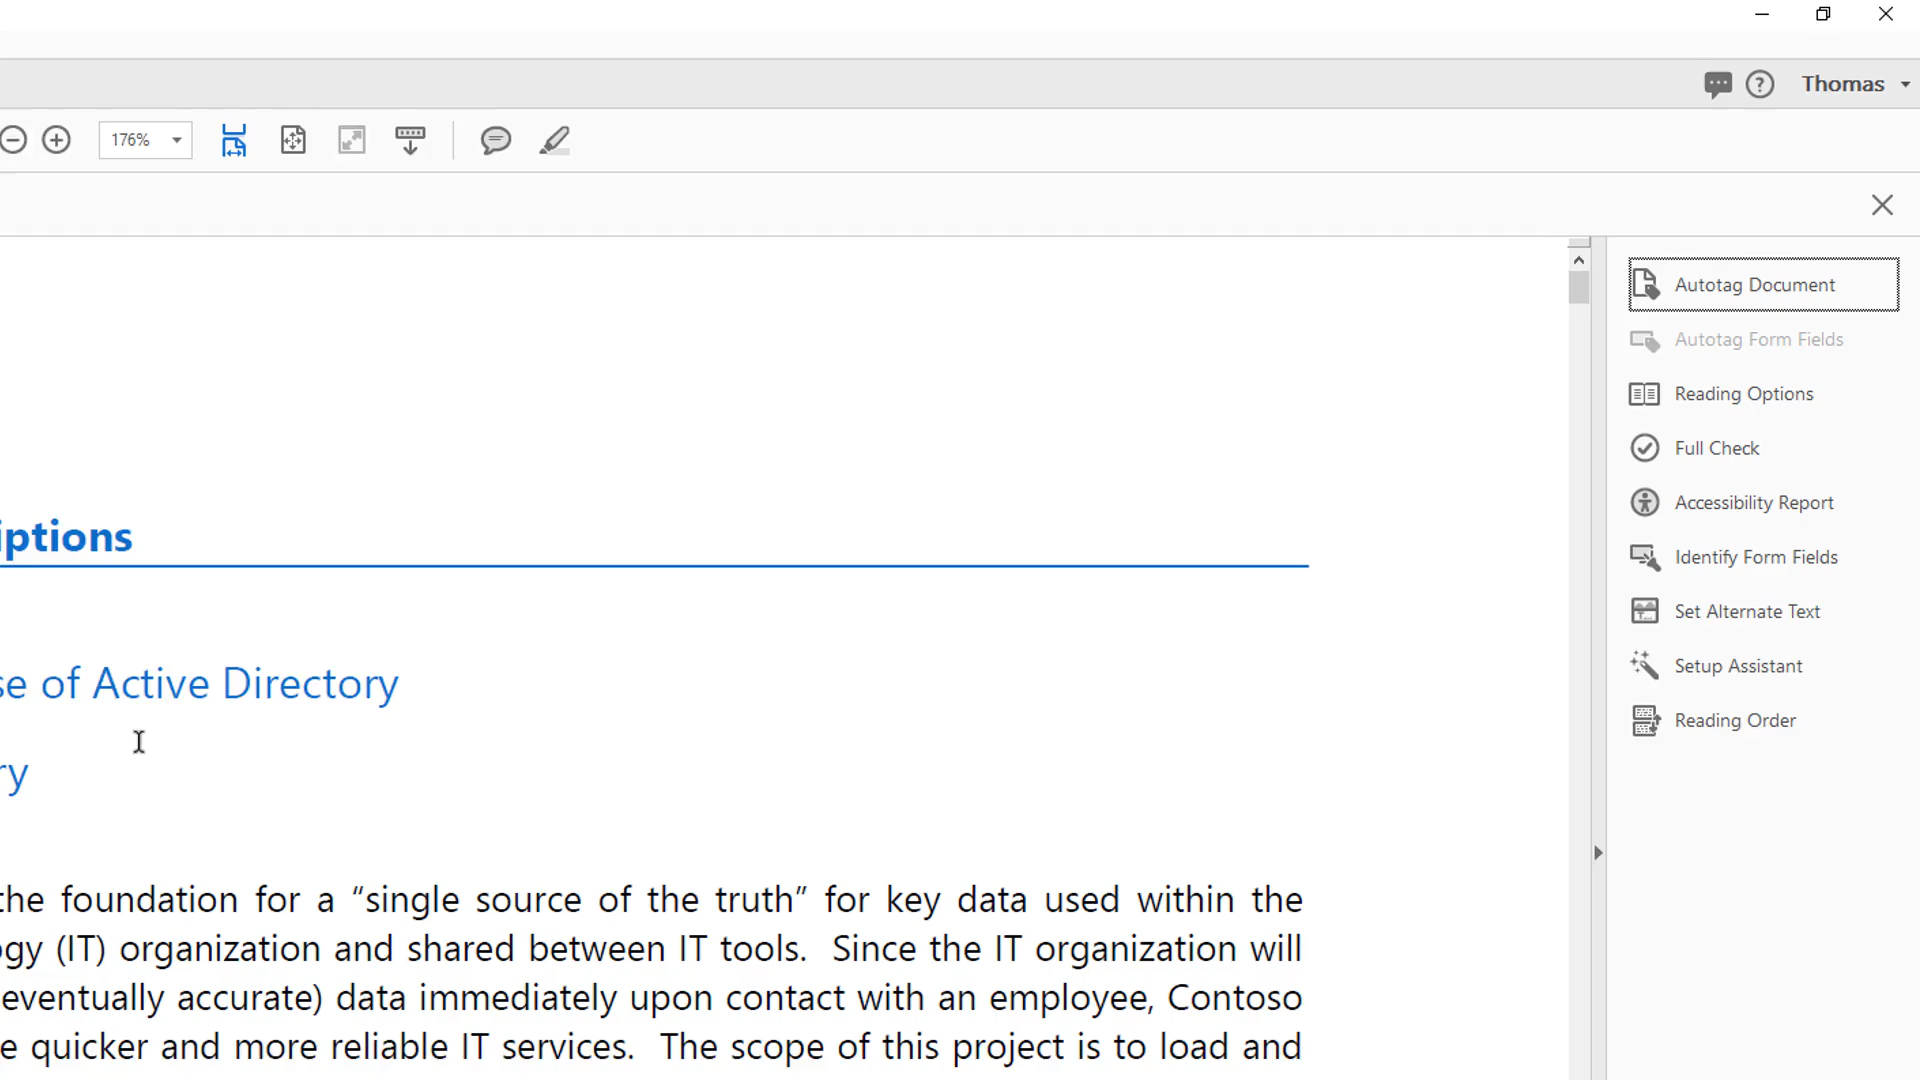 Thomas
176%
Autotag Document
Autotag Form Fields
Reading Options
Full Check
Accessibility Report
Identify Form Fields
Set Alternate Text
Setup Assistant
Reading Order
iptions
se of Active Directory
ry
the foundation for a “single source of the truth” for key data used within the
ogy (IT) organization and shared between IT tools.  Since the IT organization will
eventually accurate) data immediately upon contact with an employee, Contoso
e quicker and more reliable IT services.  The scope of this project is to load and